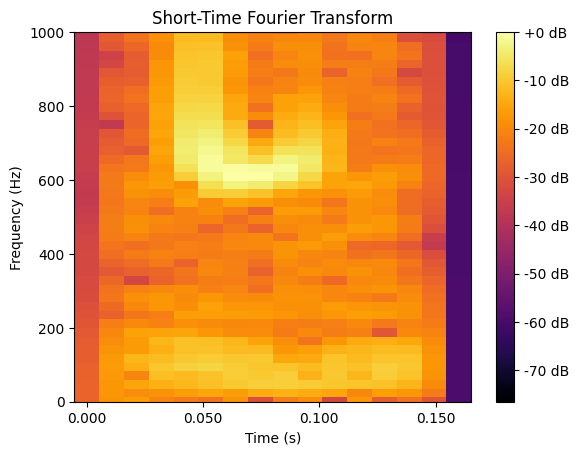 Short-Time Fourier Transform
1000
800
600
400
200
0
Frequency (Hz)
0.000
0.050
0.100
0.150
Time (s)
+0 dB
-10 dB
-20 dB
-30 dB
-40 dB
-50 dB
-60 dB
-70 dB